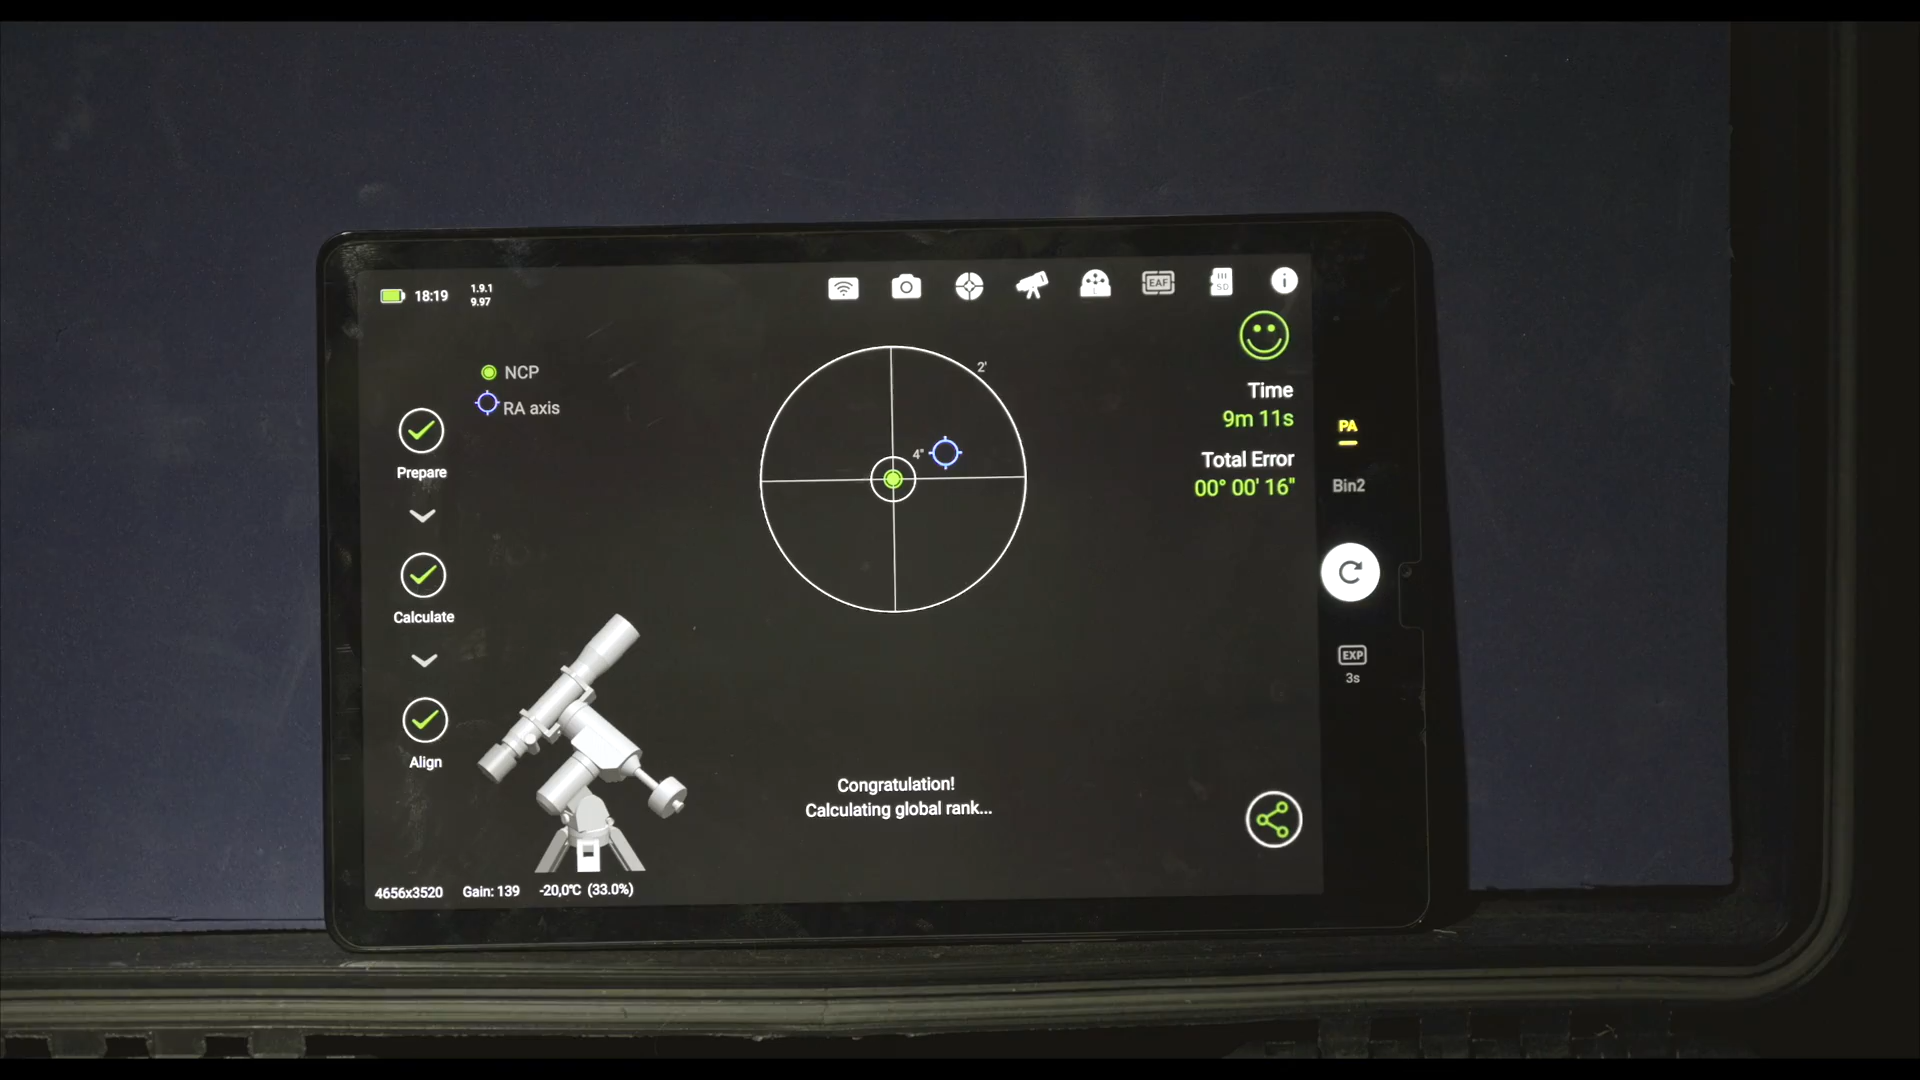 18:19
1.9.1
9.97
EAF
SD
i
NCP
RA axis
2'
4"
Time
9m 11s
Total Error
00° 00' 16"
PA
Bin2
EXP
3s
Prepare
Calculate
Align
Congratulation!
Calculating global rank...
4656x3520 Gain: 139 -20,0℃ (33.0%)